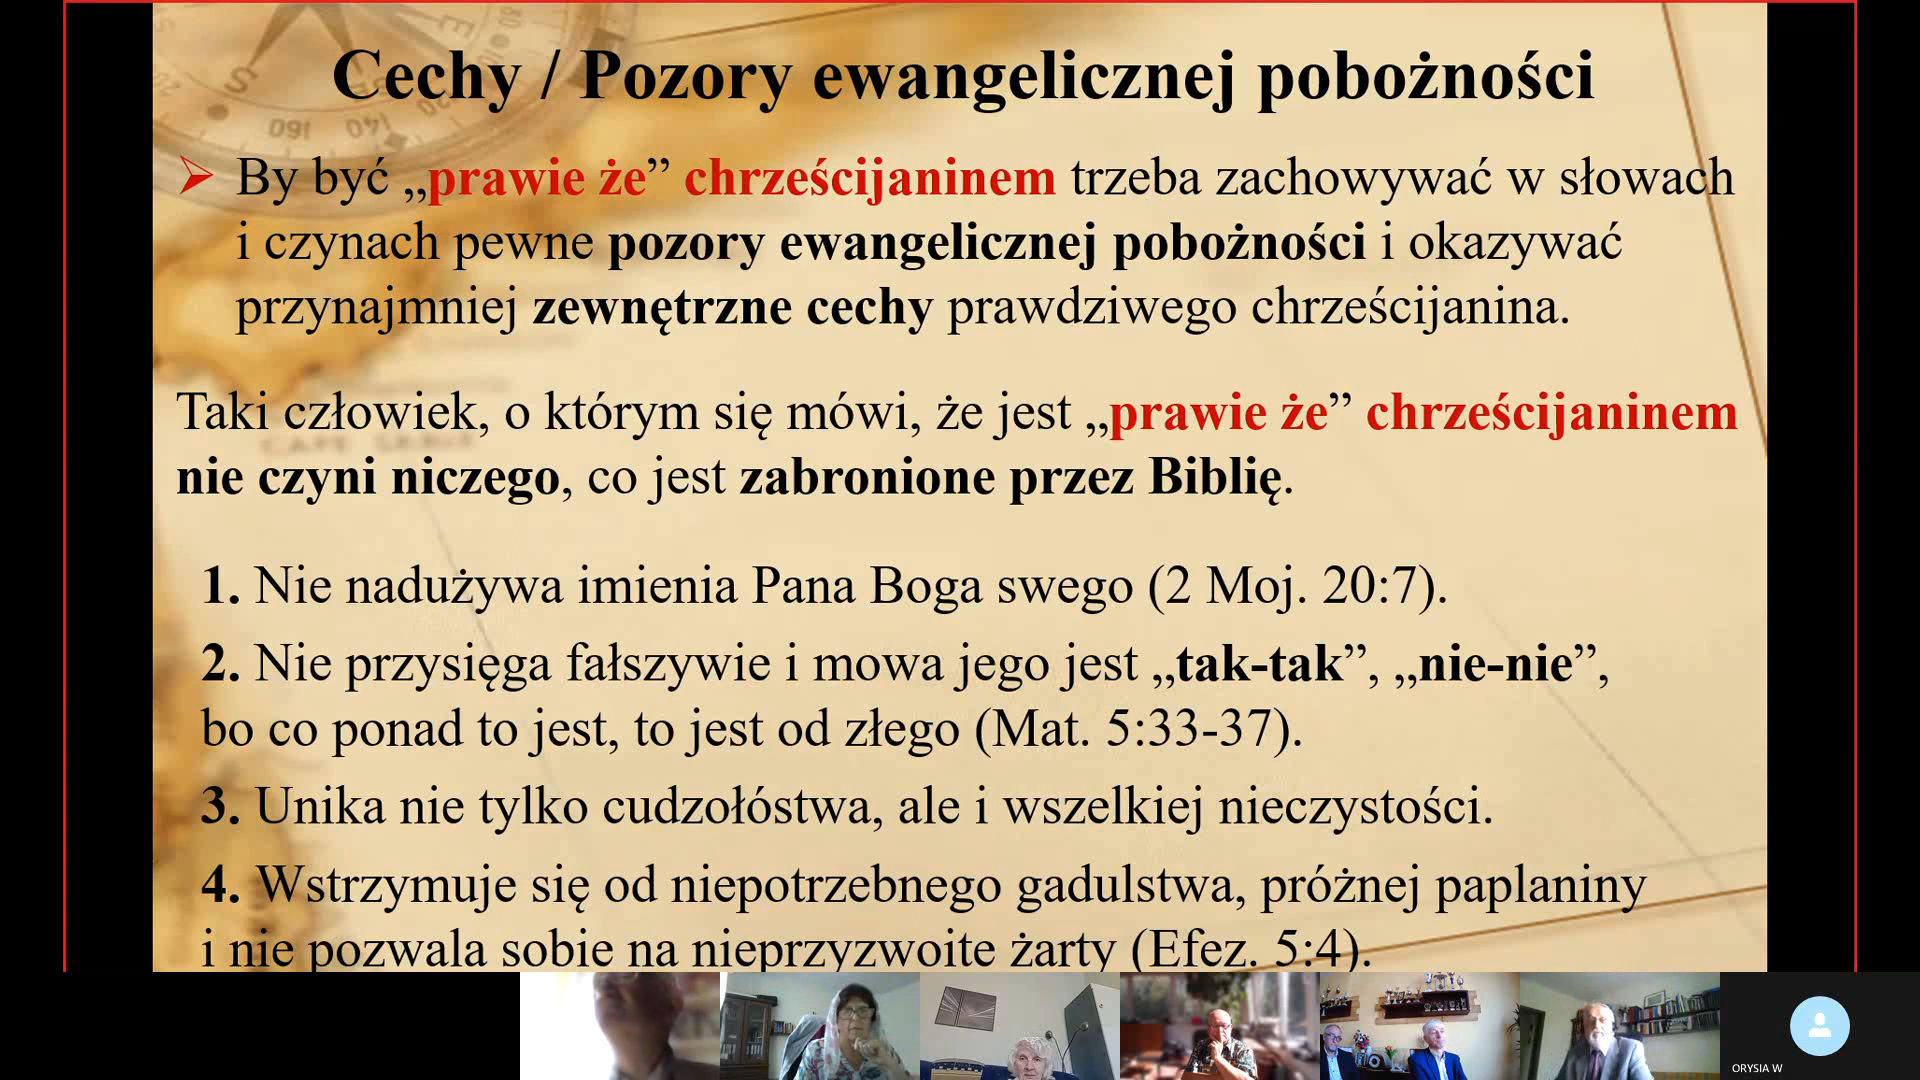 Cechy / Pozory ewangelicznej pobożności
By być „prawie że” chrześcijaninem trzeba zachowywać w słowach
i czynach pewne pozory ewangelicznej pobożności i okazywać
przynajmniej zewnętrzne cechy prawdziwego chrześcijanina.
Taki człowiek, o którym się mówi, że jest „prawie że” chrześcijaninem
nie czyni niczego, co jest zabronione przez Biblię.
1. Nie nadużywa imienia Pana Boga swego (2 Moj. 20:7).
2. Nie przysięga fałszywie i mowa jego jest „tak-tak”, „nie-nie”,
bo co ponad to jest, to jest od złego (Mat. 5:33-37).
3. Unika nie tylko cudzołóstwa, ale i wszelkiej nieczystości.
4. Wstrzymuje się od niepotrzebnego gadulstwa, próżnej paplaniny
i nie pozwala sobie na nieprzyzwoite żarty (Efez. 5:4).
ORYSIA W